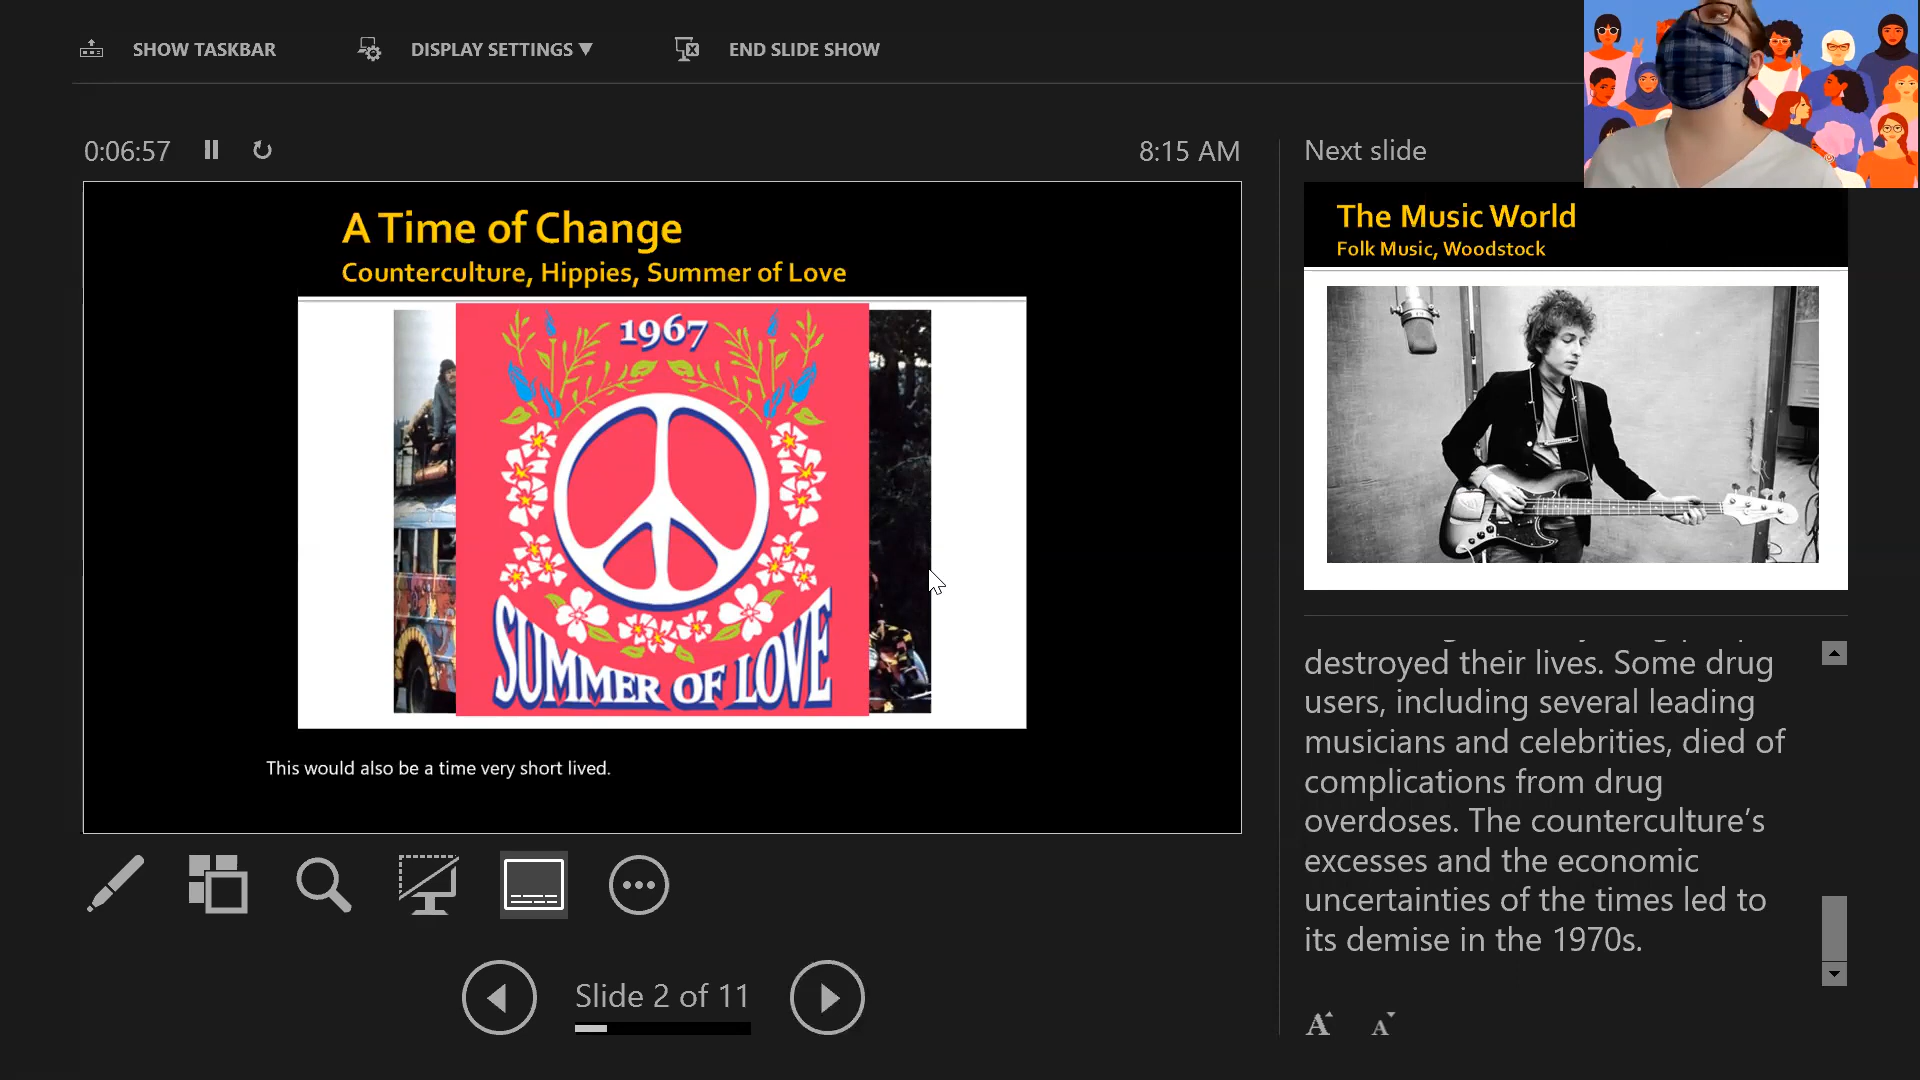 SHOW TASKBAR
DISPLAY SETTINGS ▼
END SLIDE SHOW
0:06:57
8:15 AM
A Time of Change
Counterculture, Hippies, Summer of Love
1967
SUMMER OF LOVE
This would also be a time very short lived.
Slide 2 of 11
Next slide
The Music World
Folk Music, Woodstock
destroyed their lives. Some drug
users, including several leading
musicians and celebrities, died of
complications from drug
overdoses. The counterculture’s
excesses and the economic
uncertainties of the times led to
its demise in the 1970s.
A A